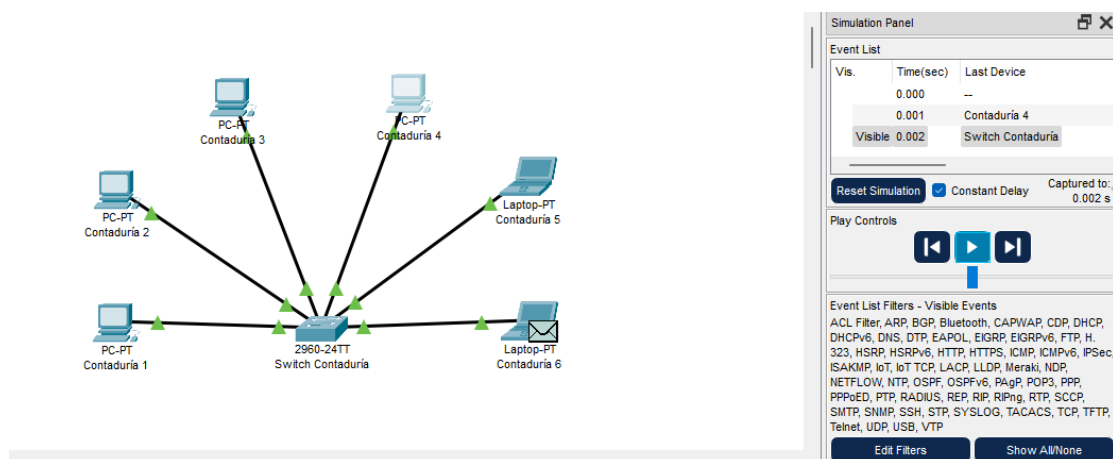 PC-PT
Contaduría 3
PC-PT
Contaduría 4
PC-PT
Contaduría 2
Laptop-PT
Contaduría 5
PC-PT
Contaduría 1
2960-24TT
Switch Contaduría
Laptop-PT
Contaduría 6
Simulation Panel
Event List
Vis. Time(sec) Last Device
0.000 --
0.001 Contaduría 4
Visible 0.002 Switch Contaduría
Reset Simulation Constant Delay Captured to:
0.002 s
Play Controls
Event List Filters - Visible Events
ACL Filter, ARP, BGP, Bluetooth, CAPWAP, CDP, DHCP,
DHCPv6, DNS, DTP, EAPOL, EIGRP, EIGRPv6, FTP, H.
323, HSRP, HSRPv6, HTTP, HTTPS, ICMP, ICMPv6, IPSec,
ISAKMP, IoT, IoT TCP, LACP, LLDP, Meraki, NDP,
NETFLOW, NTP, OSPF, OSPFv6, PAgP, POP3, PPP,
PPPoED, PTP, RADIUS, REP, RIP, RIPng, RTP, SCCP,
SMTP, SNMP, SSH, STP, SYSLOG, TACACS, TCP, TFTP,
Telnet, UDP, USB, VTP
Edit Filters Show All/None